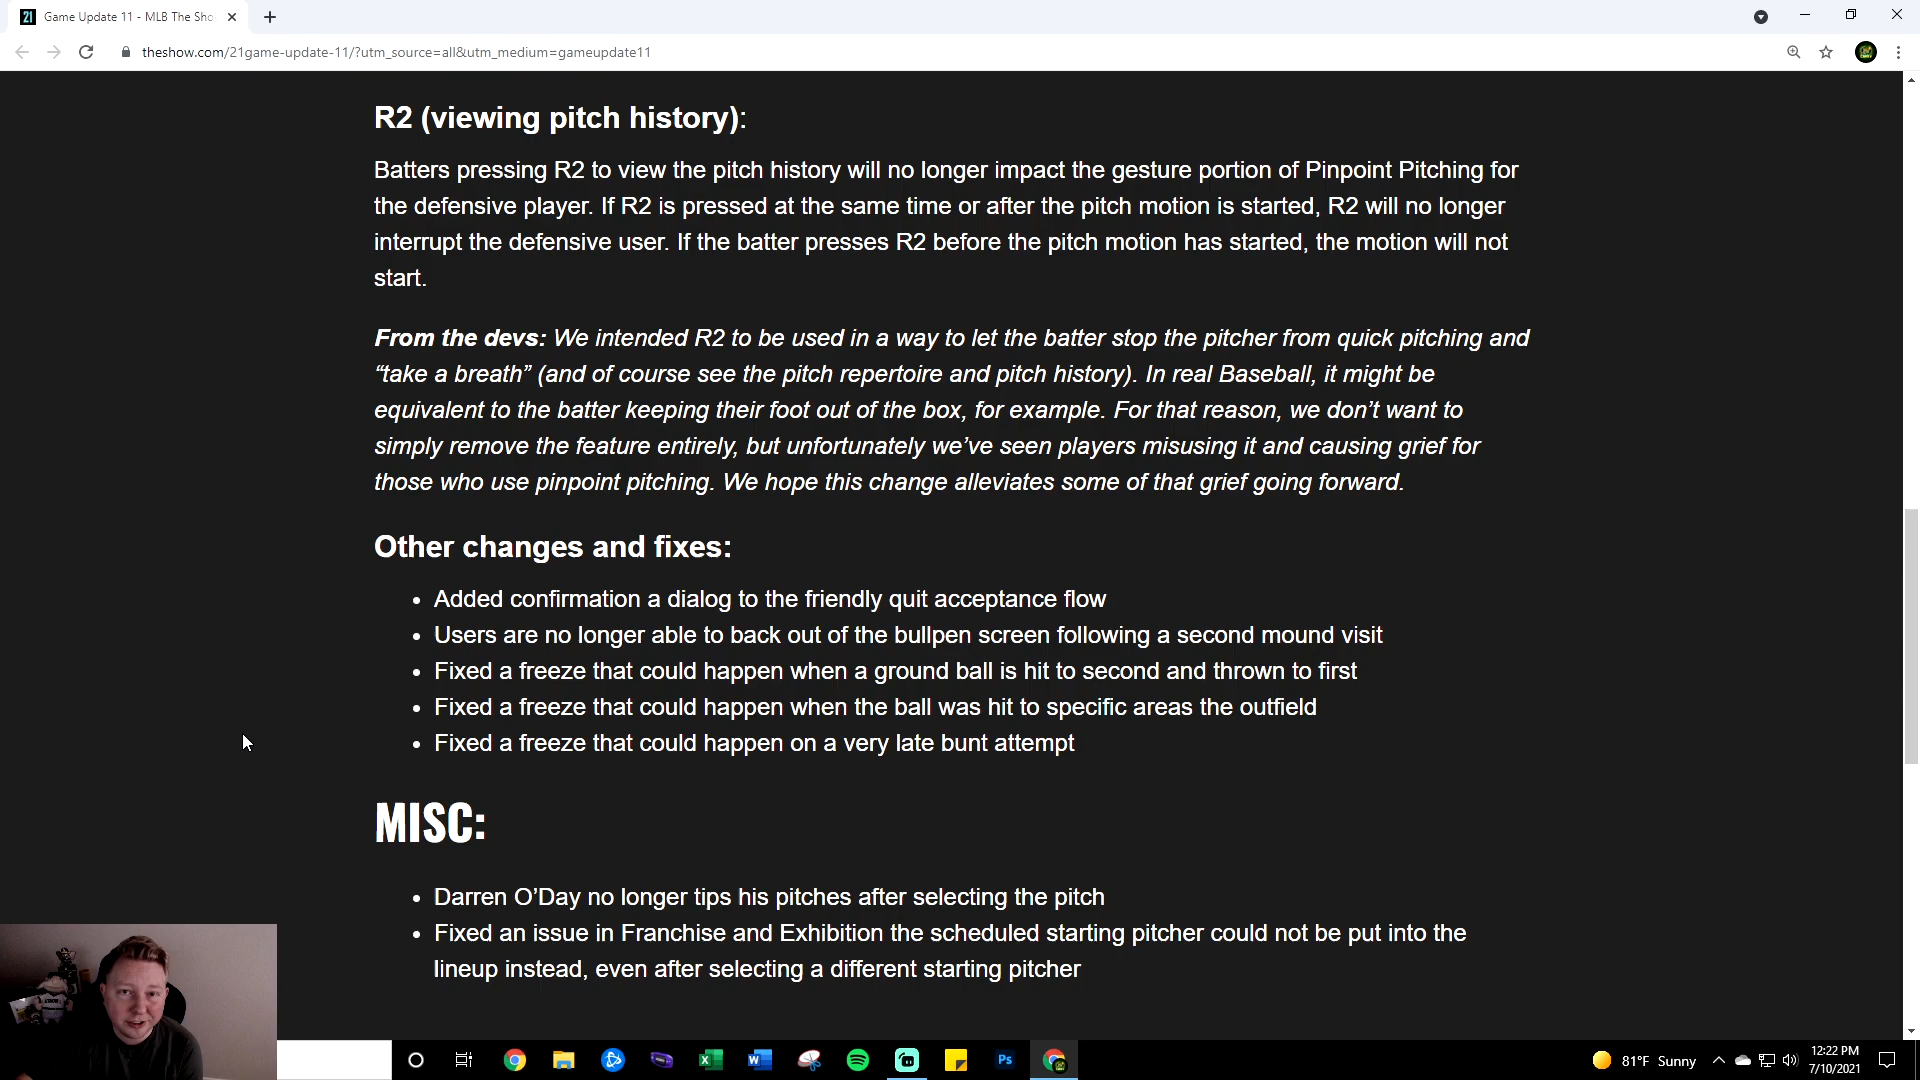 Game Update 11 - MLB The Sho
theshow.com/21game-update-11/?utm_source=all&utm_medium=gameupdate11
R2 (viewing pitch history):
Batters pressing R2 to view the pitch history will no longer impact the gesture portion of Pinpoint Pitching for
the defensive player. If R2 is pressed at the same time or after the pitch motion is started, R2 will no longer
interrupt the defensive user. If the batter presses R2 before the pitch motion has started, the motion will not
start.
From the devs: We intended R2 to be used in a way to let the batter stop the pitcher from quick pitching and
“take a breath” (and of course see the pitch repertoire and pitch history). In real Baseball, it might be
equivalent to the batter keeping their foot out of the box, for example. For that reason, we don’t want to
simply remove the feature entirely, but unfortunately we’ve seen players misusing it and causing grief for
those who use pinpoint pitching. We hope this change alleviates some of that grief going forward.
Other changes and fixes:
• Added confirmation a dialog to the friendly quit acceptance flow
• Users are no longer able to back out of the bullpen screen following a second mound visit
• Fixed a freeze that could happen when a ground ball is hit to second and thrown to first
• Fixed a freeze that could happen when the ball was hit to specific areas the outfield
• Fixed a freeze that could happen on a very late bunt attempt
MISC:
• Darren O’Day no longer tips his pitches after selecting the pitch
• Fixed an issue in Franchise and Exhibition the scheduled starting pitcher could not be put into the
lineup instead, even after selecting a different starting pitcher
81°F Sunny
12:22 PM
7/10/2021